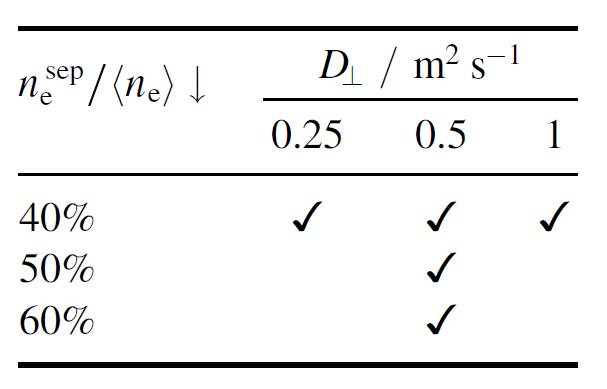 n_e^sep/⟨n_e⟩ ↓ D_⊥ / m² s⁻¹
0.25 0.5 1
40% ✓ ✓ ✓
50% ✓
60% ✓